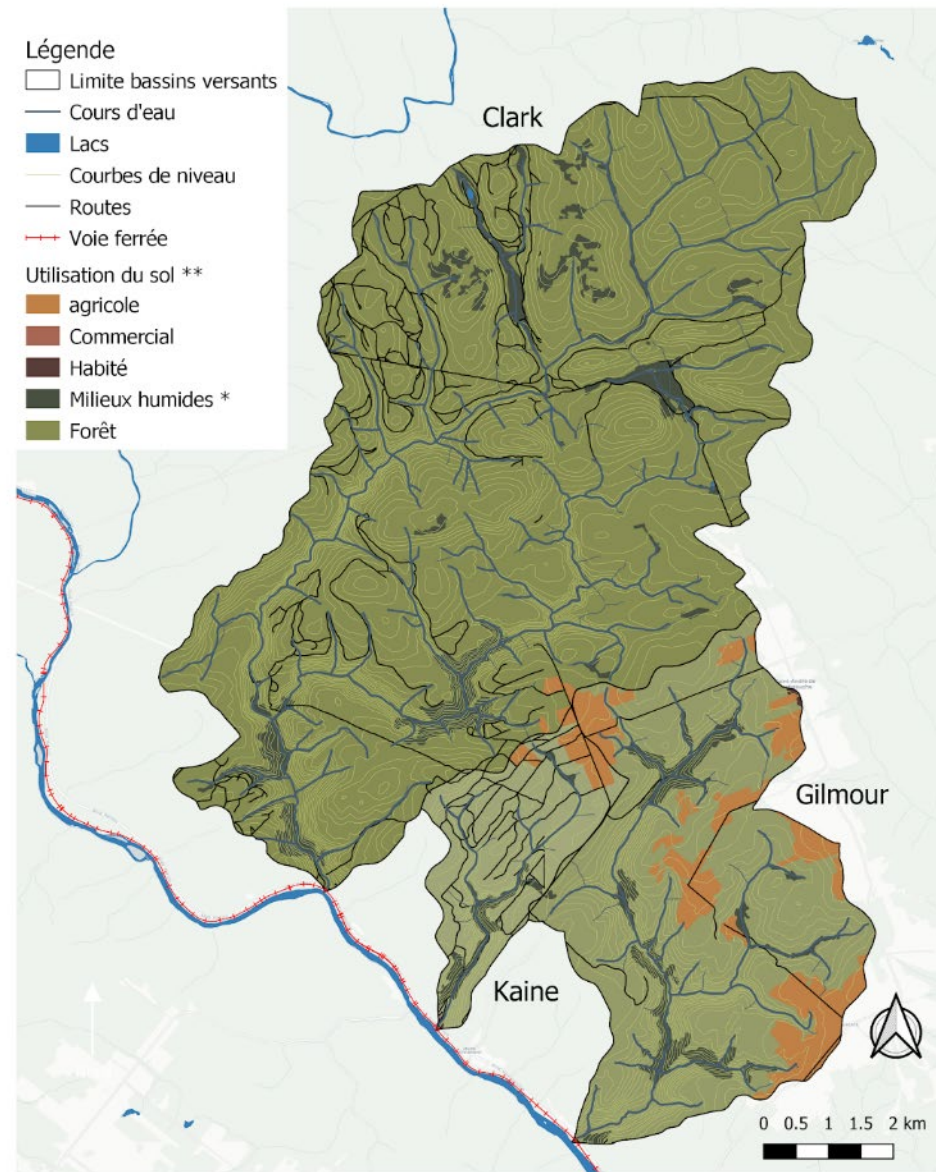 Légende
Limite bassins versants
Cours d'eau
Lacs
Courbes de niveau
Routes
Voie ferrée
Utilisation du sol **
agricole
Commercial
Habité
Milieux humides *
Forêt
Clark
Gilmour
Kaine
0 0.5 1 1.5 2 km